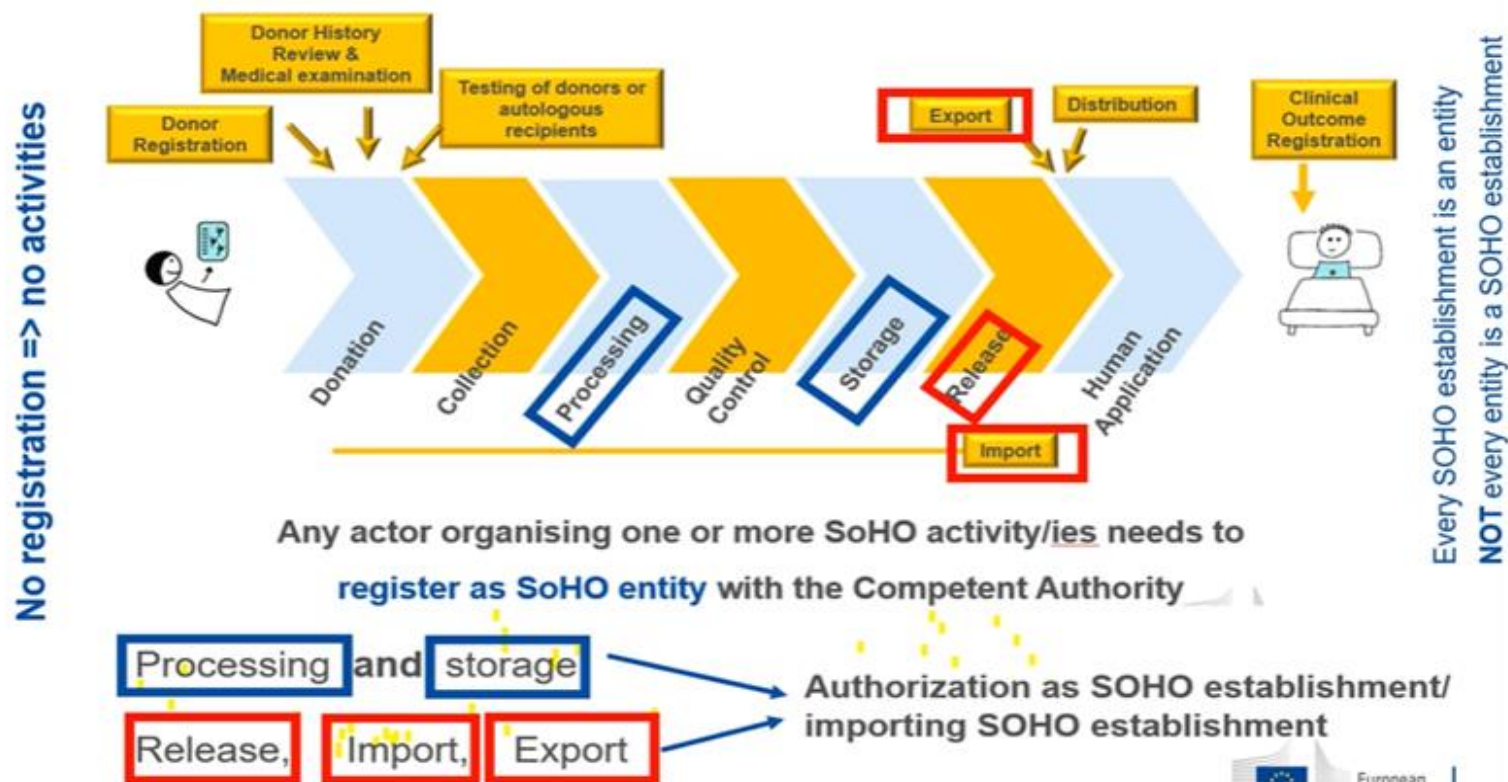 No registration => no activities
Donor History
Review &
Medical examination
Donor
Registration
Testing of donors or
autologous
recipients
Export
Distribution
Clinical
Outcome
Registration
Donation
Collection
Processing
Quality
Control
Storage
Release
Human
Application
Import
Any actor organising one or more SoHO activity/ies needs to
register as SoHO entity with the Competent Authority
Processing and storage
Release, Import, Export
Authorization as SOHO establishment/
importing SOHO establishment
Every SOHO establishment is an entity
NOT every entity is a SOHO establishment
European